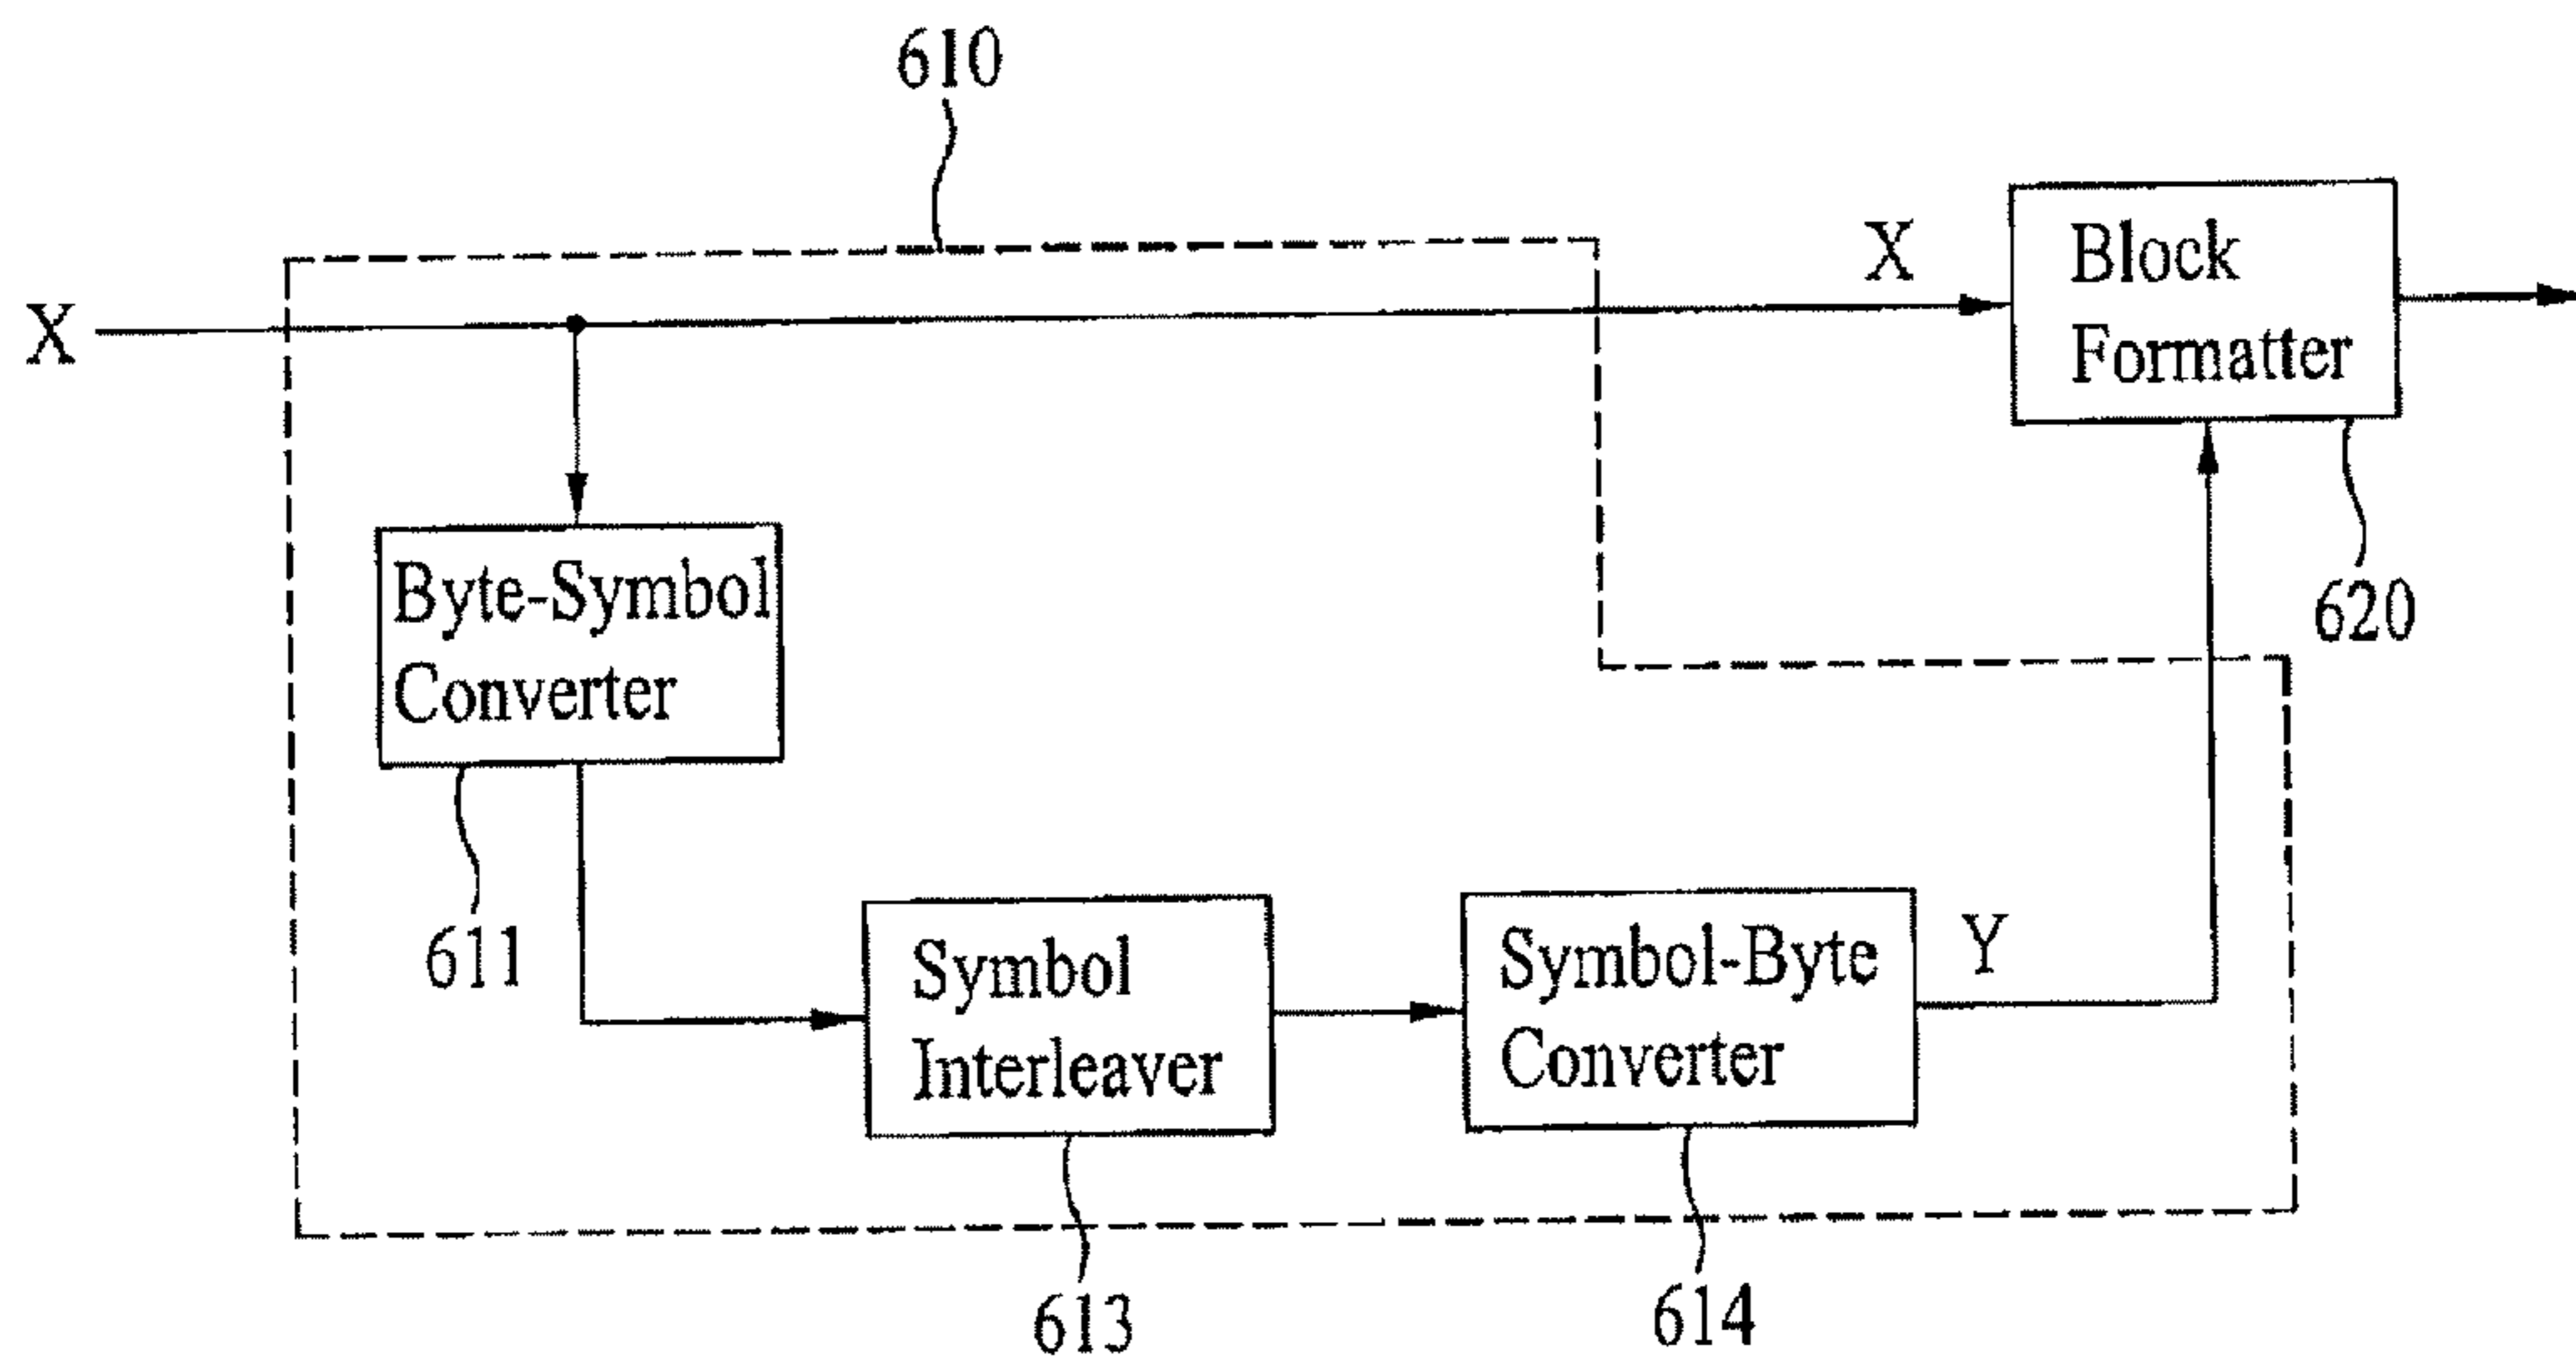 610
X
X
Block
Formatter
620
Byte-Symbol
Converter
611
Symbol
Interleaver
613
Symbol-Byte
Converter
614
Y